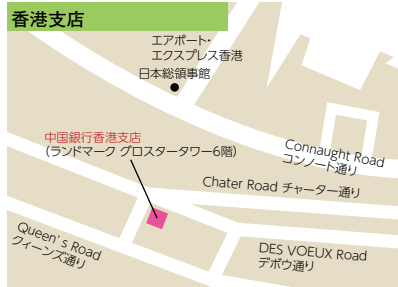 香港支店
エアポート・
エクスプレス香港
日本総領事館
中国銀行香港支店
(ランドマーク グロスタータワー6階)
Connaught Road
コンノート通り
Chater Road チャーター通り
Queen's Road
クィーンズ通り
DES VOEUX Road
デボウ通り